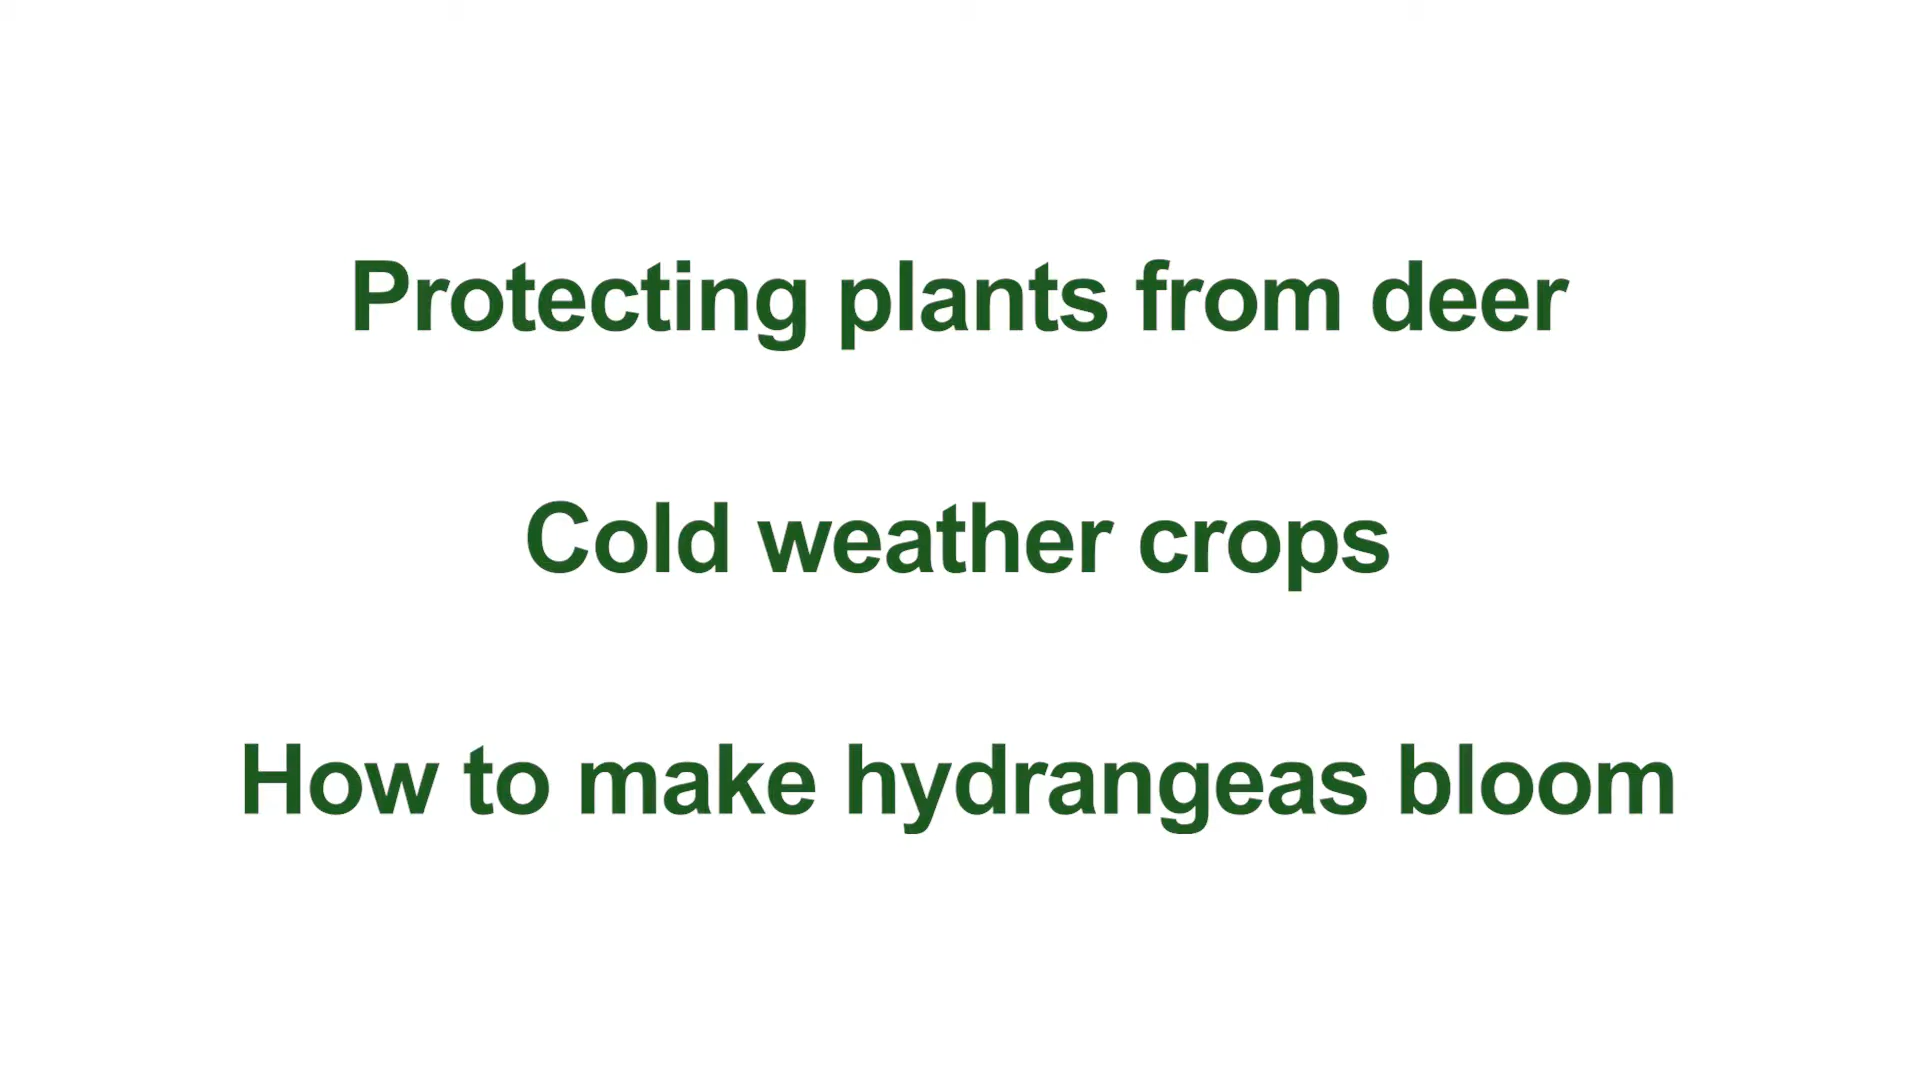 Protecting plants from deer
Cold weather crops
How to make hydrangeas bloom